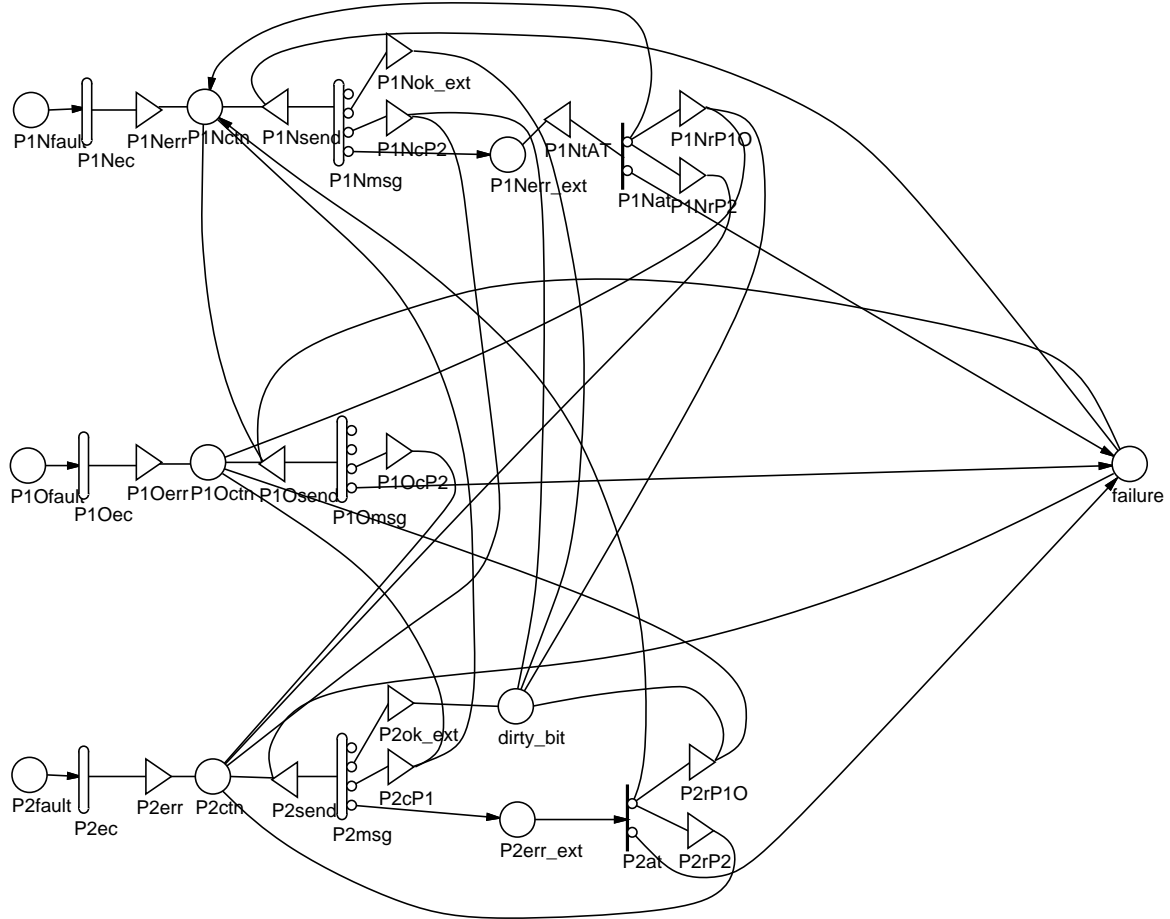 P1Nok_ext
P1Nfault
P1Nec
P1Nerr
P1Nctn
P1Nsend
P1Nmsg
P1NcP2
P1Nerr_ext
P1NtAT
P1Nat
P1NrP1O
P1NrP2
P1Ofault
P1Oec
P1Oerr
P1Octn
P1Osend
P1Omsg
P1OcP2
failure
P2ok_ext
dirty_bit
P2fault
P2ec
P2err
P2ctn
P2send
P2msg
P2cP1
P2err_ext
P2at
P2rP1O
P2rP2